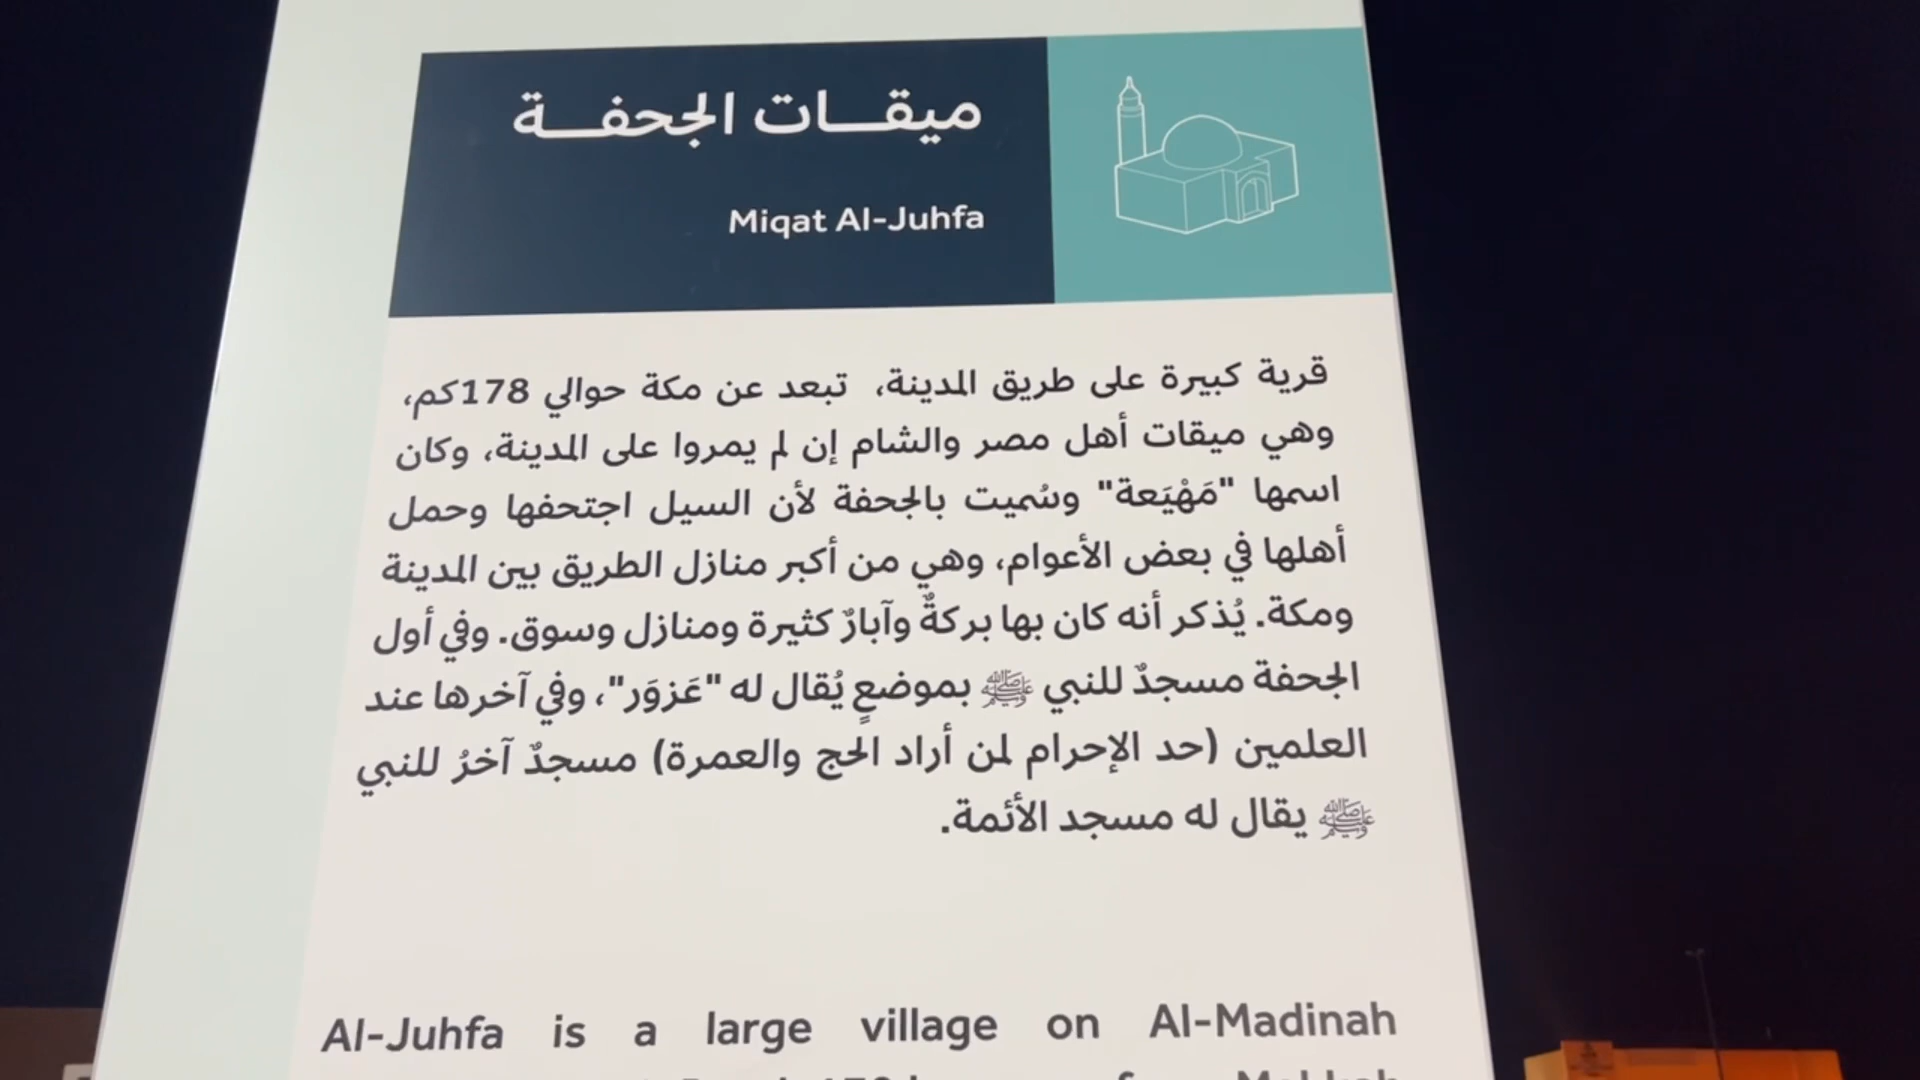 ميقات الجحفة
Miqat Al-Juhfa
قرية كبيرة على طريق المدينة، تبعد عن مكة حوالي 178كم،
وهي ميقات أهل مصر والشام إن لم يمروا على المدينة، وكان
اسمها "مَهْيَعة" وسُميت بالجحفة لأن السيل اجتحفها وحمل
أهلها في بعض الأعوام، وهي من أكبر منازل الطريق بين المدينة
ومكة. يُذكر أنه كان بها بركةٌ وآبارٌ كثيرة ومنازل وسوق. وفي أول
الجحفة مسجدٌ للنبي ﷺ بموضعٍ يُقال له "عَزوَر"، وفي آخرها عند
العلمين (حد الإحرام لمن أراد الحج والعمرة) مسجدٌ آخرُ للنبي
ﷺ يقال له مسجد الأئمة.
Al-Juhfa is a large village on Al-Madinah